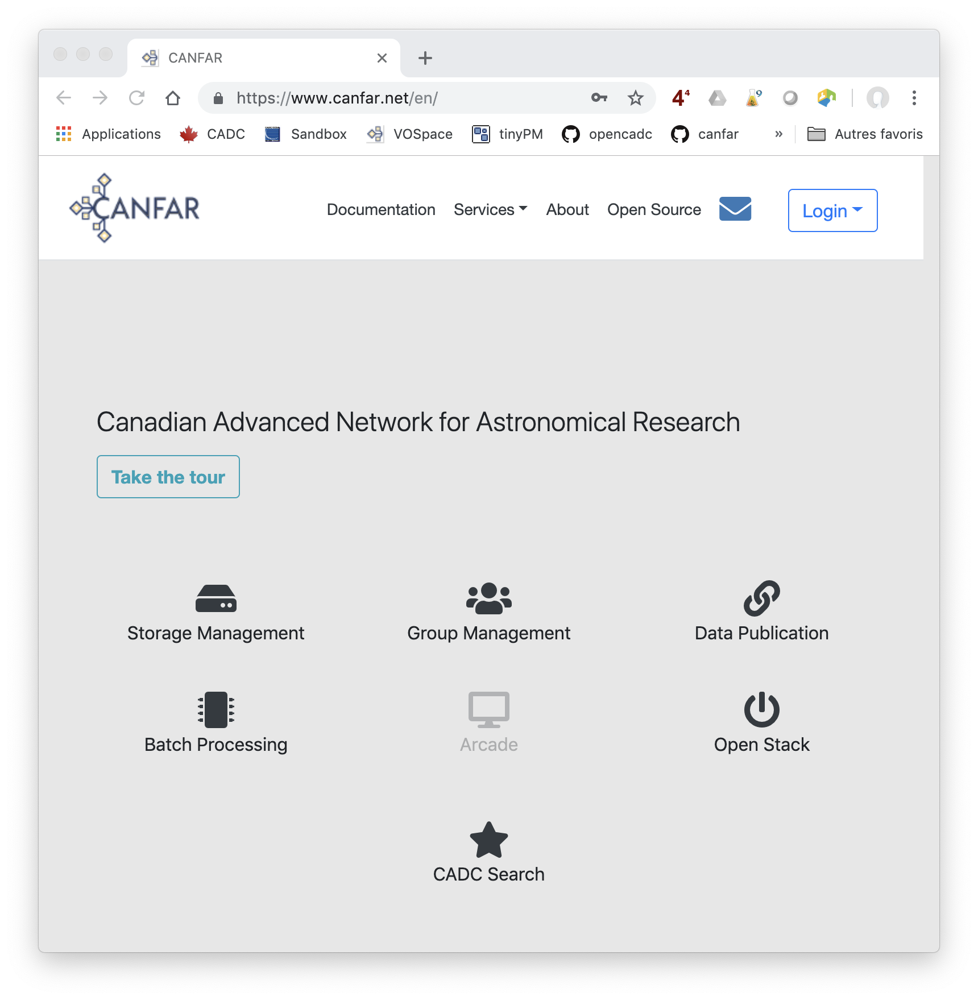 CANFAR
https://www.canfar.net/en/
4⁴
9
Applications CADC Sandbox VOSpace tinyPM opencadc canfar » Autres favoris
CANFAR Documentation Services About Open Source Login
Canadian Advanced Network for Astronomical Research
Take the tour
Storage Management Group Management Data Publication
Batch Processing Arcade Open Stack
CADC Search